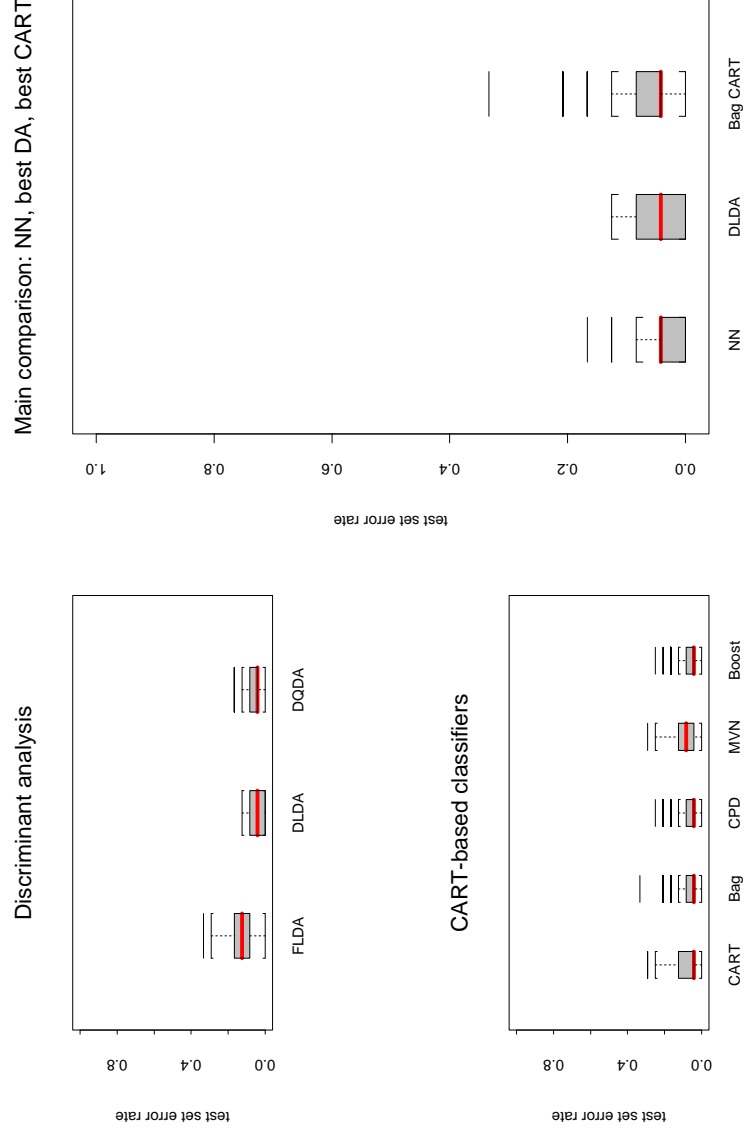 Main comparison: NN, best DA, best CART
test set error rate
0.0
0.2
0.4
0.6
0.8
1.0
NN
DLDA
Bag CART
Discriminant analysis
test set error rate
0.0
0.4
0.8
FLDA
DLDA
DQDA
CART-based classifiers
test set error rate
0.0
0.4
0.8
CART
Bag
CPD
MVN
Boost